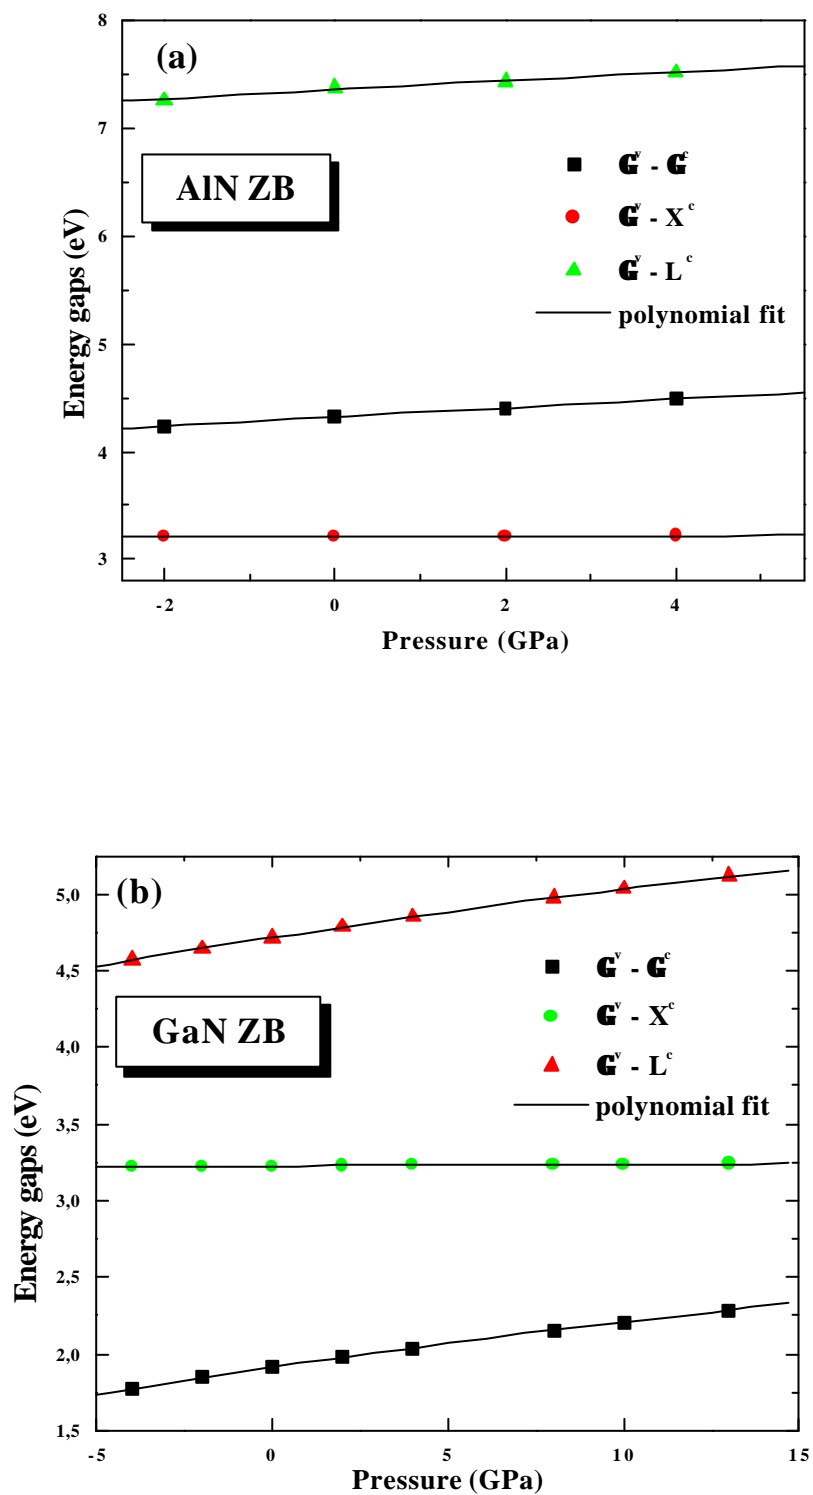 (a)
8
7
6
5
4
3
Energy gaps (eV)
AlN ZB
G^v - G^c
G^v - X^c
G^v - L^c
polynomial fit
-2 0 2 4
Pressure (GPa)
(b)
5,0
4,5
4,0
3,5
3,0
2,5
2,0
1,5
Energy gaps (eV)
GaN ZB
G^v - G^c
G^v - X^c
G^v - L^c
polynomial fit
-5 0 5 10 15
Pressure (GPa)